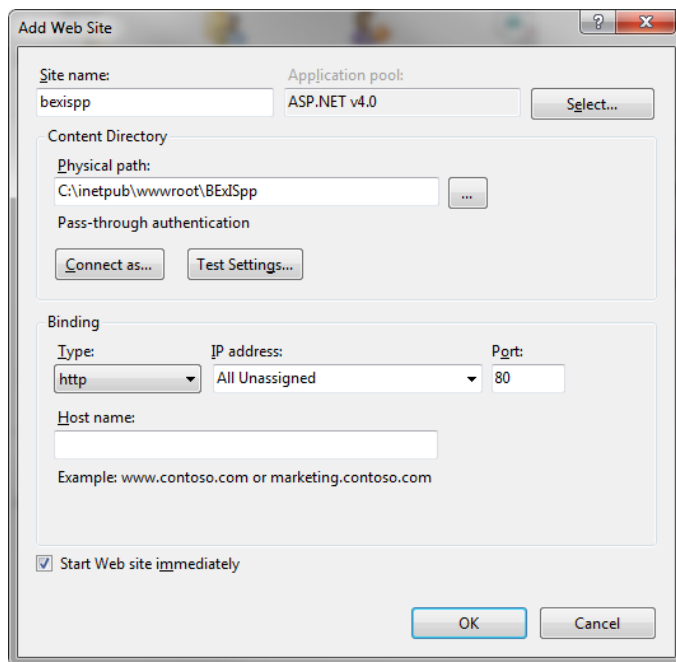 Add Web Site
Site name:
Application pool:
bexispp
ASP.NET v4.0
Select...
Content Directory
Physical path:
C:\inetpub\wwwroot\BExISpp
...
Pass-through authentication
Connect as...
Test Settings...
Binding
Type:
IP address:
Port:
http
All Unassigned
80
Host name:
Example: www.contoso.com or marketing.contoso.com
Start Web site immediately
OK
Cancel